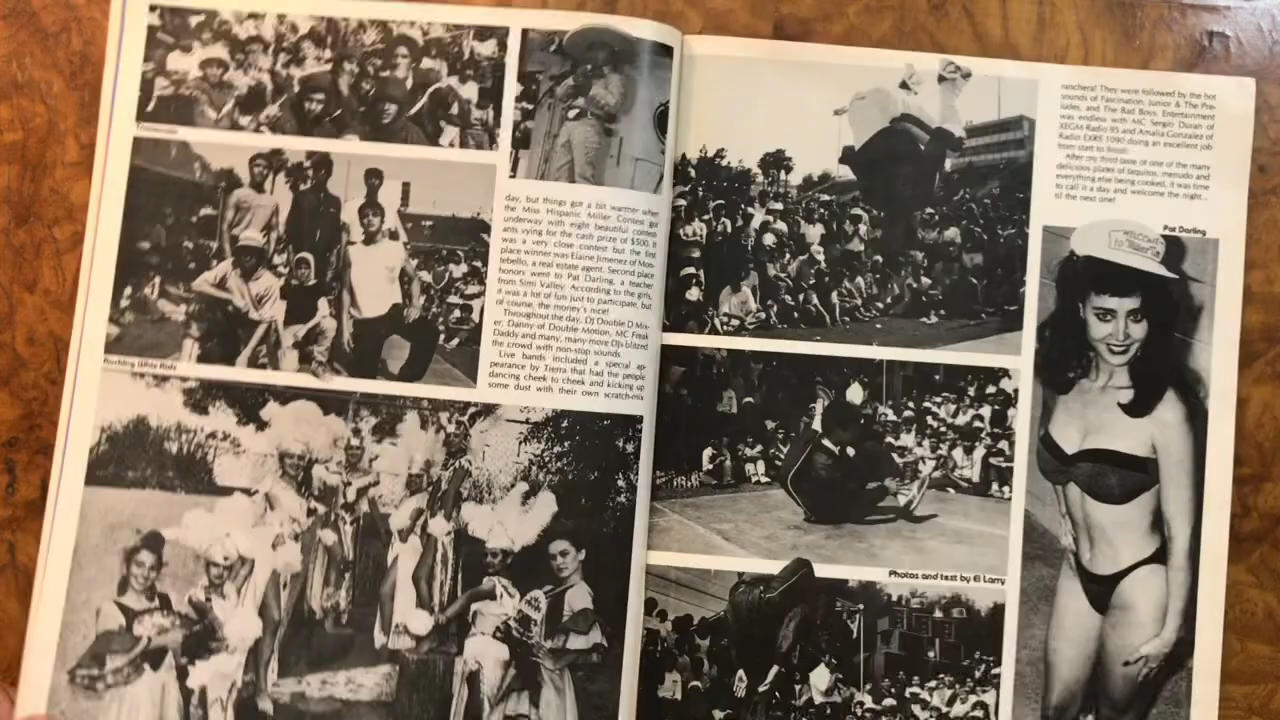 day, but things got a bit warmer when
the Miss Hispanic Miller Contest got
underway with eight beautiful contest-
ants vying for the cash prize of $500. It
was a very close contest but the first
place winner was Elaine Jimenez of Mon-
tebello, a real estate agent. Second place
honors went to Pat Darling, a teacher
from Simi Valley. According to the girls,
it was a lot of fun just to participate, but
of course, the money's nice!
Throughout the day, DJ Double D Mix-
er, Danny of Double Motion, MC Freak
Daddy and many, many more DJs blitzed
the crowd with non-stop sounds.
Live bands included a special ap-
pearance by Tierra that had the people
dancing cheek to cheek and kicking up
some dust with their own scratch-mix
White Kids
ranchera! They were followed by the hot
sounds of Fascination, Junior & The Pre-
ludes, and The Bad Boys. Entertainment
was endless with MC Sergio Duran of
XEGM Radio 95 and Amalia Gonzalez of
Radio EXRS 1090 doing an excellent job
from start to finish.
After my third taste of one of the many
delicious plates of taquitos, menudo and
everything else being cooked, it was time
to call it a day and welcome the night...
til the next one!
Pat Darling
WELCOME
to
Photos and text by El Larry